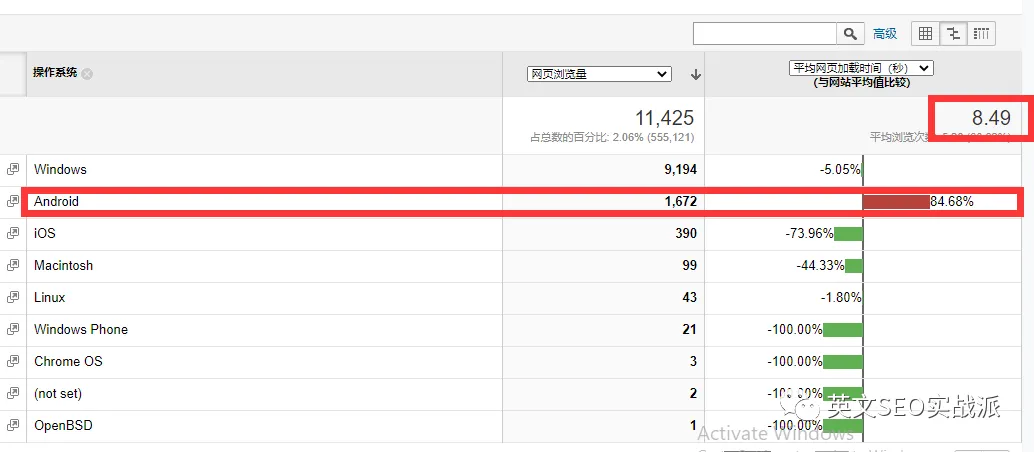 高级
操作系统
网页浏览量
平均网页加载时间（秒）
(与网站平均值比较)
11,425
占总数的百分比: 2.06% (555,121)
8.49
平均浏览次数
Windows 9,194 -5.05%
Android 1,672 84.68%
iOS 390 -73.96%
Macintosh 99 -44.33%
Linux 43 -1.80%
Windows Phone 21 -100.00%
Chrome OS 3 -100.00%
(not set) 2 -100.00%
OpenBSD 1 -100.00%
英文SEO实战派
Activate Windows